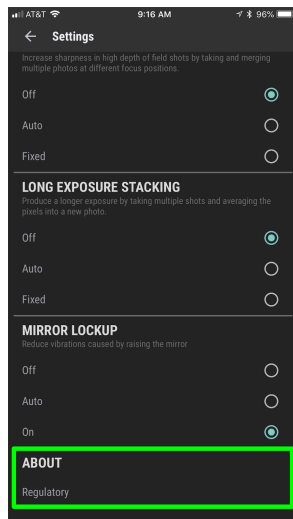 AT&T 9:16 AM 96%
Settings
Increase sharpness in high depth of field shots by taking and merging
multiple photos at different focus positions.
Off
Auto
Fixed
LONG EXPOSURE STACKING
Produce a longer exposure by taking multiple shots and averaging the
pixels into a new photo.
Off
Auto
Fixed
MIRROR LOCKUP
Reduce vibrations caused by raising the mirror
Off
Auto
On
ABOUT
Regulatory